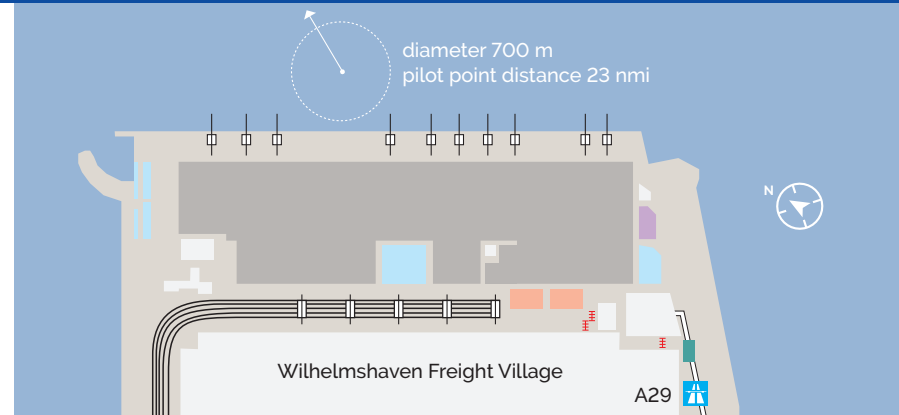 diameter 700 m
pilot point distance 23 nmi
N
Wilhelmshaven Freight Village
A29